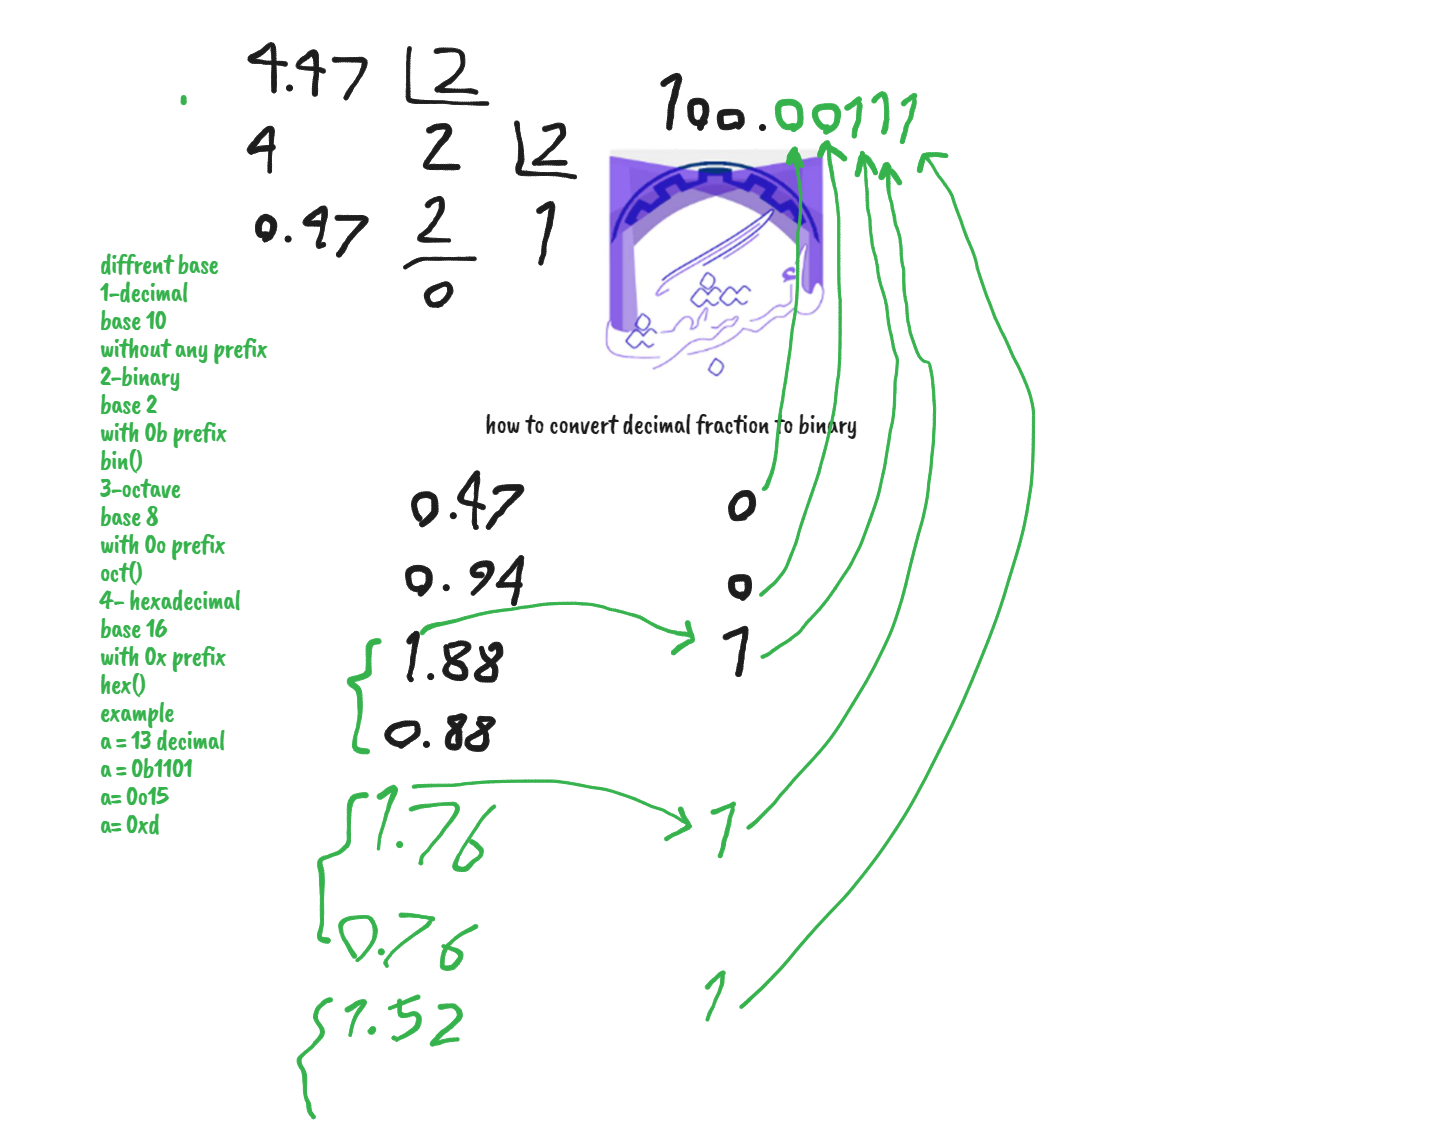 4.47 2
100.00111
4 2 2
0.47 2 1
0
diffrent base
1-decimal
base 10
without any prefix
2-binary
base 2
with 0b prefix
bin()
3-octave
base 8
with 0o prefix
oct()
4- hexadecimal
base 16
with 0x prefix
hex()
example
a = 13 decimal
a = 0b1101
a= 0o15
a= 0xd
how to convert decimal fraction to binary
0.47 0
0.94 0
1.88 1
0.88
1.76 1
0.76
1.52 1